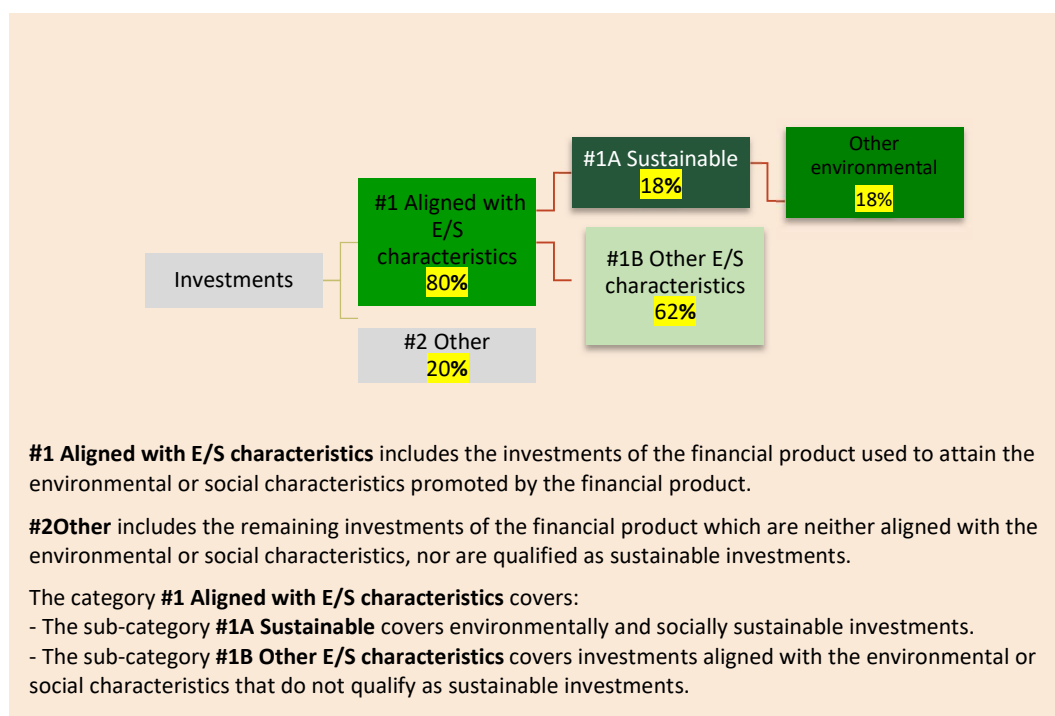 Investments
#1 Aligned with
E/S
characteristics
80%
#2 Other
20%
#1A Sustainable
18%
#1B Other E/S
characteristics
62%
Other
environmental
18%
#1 Aligned with E/S characteristics includes the investments of the financial product used to attain the
environmental or social characteristics promoted by the financial product.
#2Other includes the remaining investments of the financial product which are neither aligned with the
environmental or social characteristics, nor are qualified as sustainable investments.
The category #1 Aligned with E/S characteristics covers:
- The sub-category #1A Sustainable covers environmentally and socially sustainable investments.
- The sub-category #1B Other E/S characteristics covers investments aligned with the environmental or
social characteristics that do not qualify as sustainable investments.